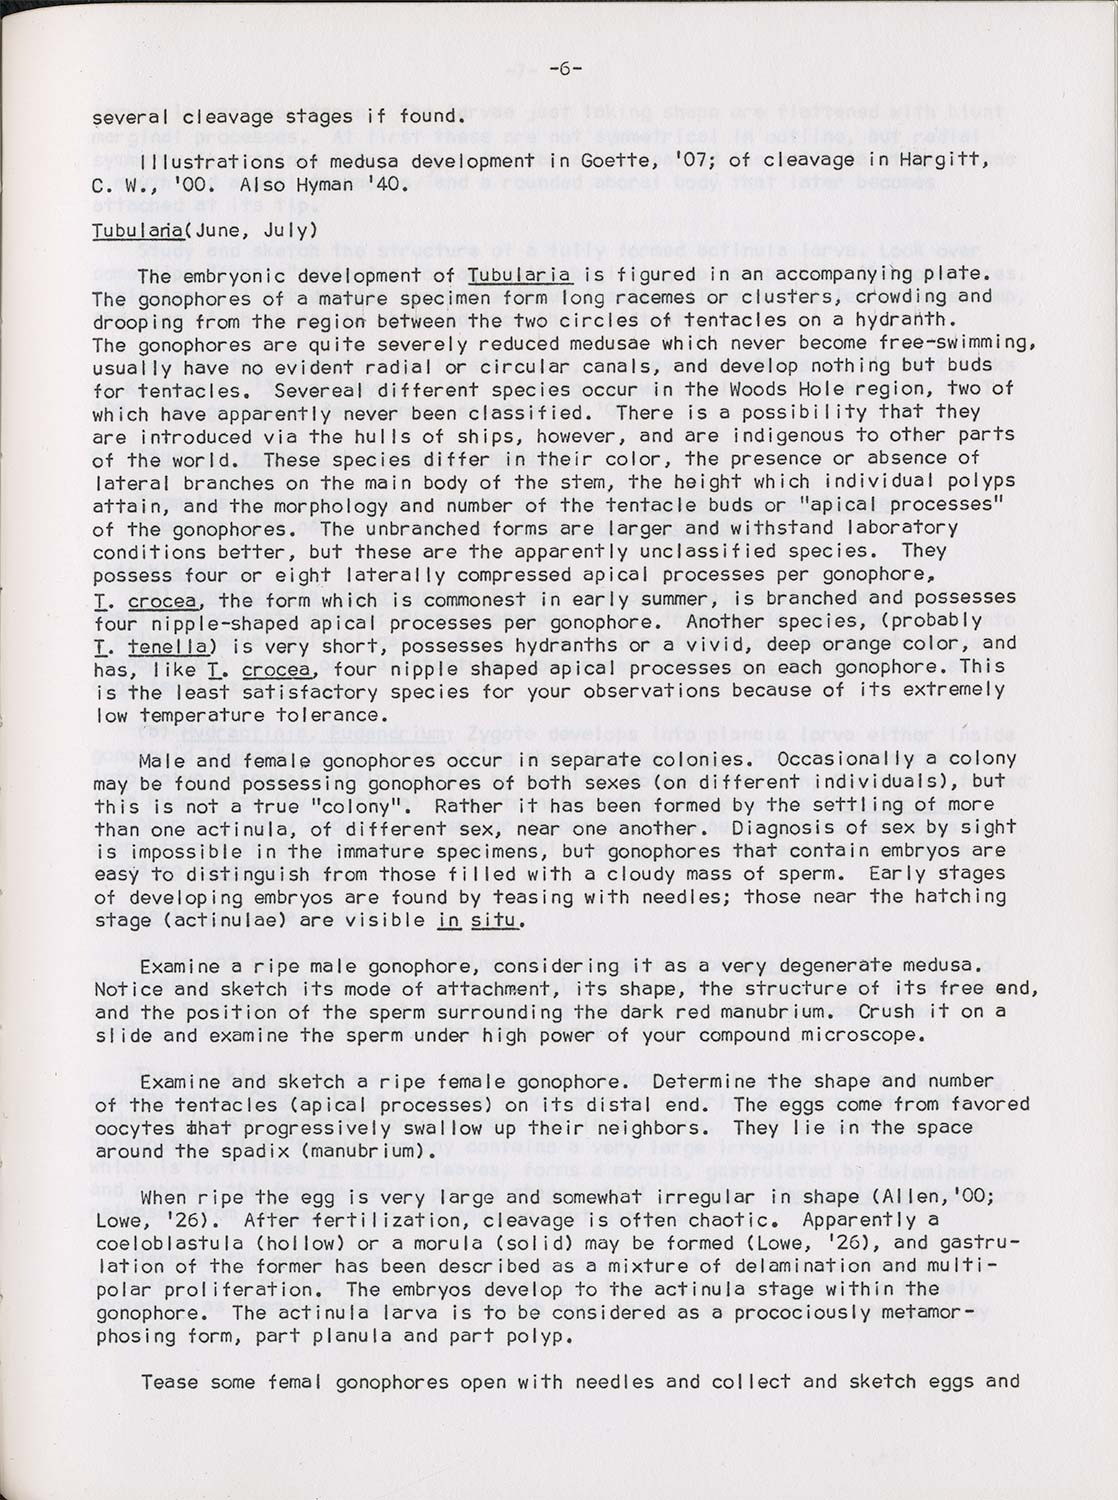 -6-
several cleavage stages if found.
Illustrations of medusa development in Goette, '07; of cleavage in Hargitt,
C. W., '00. Also Hyman '40.
Tubularia(June, July)
The embryonic development of Tubularia is figured in an accompanying plate.
The gonophores of a mature specimen form long racemes or clusters, crowding and
drooping from the region between the two circles of tentacles on a hydranth.
The gonophores are quite severely reduced medusae which never become free-swimming,
usually have no evident radial or circular canals, and develop nothing but buds
for tentacles. Severeal different species occur in the Woods Hole region, two of
which have apparently never been classified. There is a possibility that they
are introduced via the hulls of ships, however, and are indigenous to other parts
of the world. These species differ in their color, the presence or absence of
lateral branches on the main body of the stem, the height which individual polyps
attain, and the morphology and number of the tentacle buds or "apical processes"
of the gonophores. The unbranched forms are larger and withstand laboratory
conditions better, but these are the apparently unclassified species. They
possess four or eight laterally compressed apical processes per gonophore,
T. crocea, the form which is commonest in early summer, is branched and possesses
four nipple-shaped apical processes per gonophore. Another species, (probably
T. tenella) is very short, possesses hydranths or a vivid, deep orange color, and
has, like T. crocea, four nipple shaped apical processes on each gonophore. This
is the least satisfactory species for your observations because of its extremely
low temperature tolerance.
Male and female gonophores occur in separate colonies. Occasionally a colony
may be found possessing gonophores of both sexes (on different individuals), but
this is not a true "colony". Rather it has been formed by the settling of more
than one actinula, of different sex, near one another. Diagnosis of sex by sight
is impossible in the immature specimens, but gonophores that contain embryos are
easy to distinguish from those filled with a cloudy mass of sperm. Early stages
of developing embryos are found by teasing with needles; those near the hatching
stage (actinulae) are visible in situ.
Examine a ripe male gonophore, considering it as a very degenerate medusa.
Notice and sketch its mode of attachment, its shape, the structure of its free end,
and the position of the sperm surrounding the dark red manubrium. Crush it on a
slide and examine the sperm under high power of your compound microscope.
Examine and sketch a ripe female gonophore. Determine the shape and number
of the tentacles (apical processes) on its distal end. The eggs come from favored
oocytes that progressively swallow up their neighbors. They lie in the space
around the spadix (manubrium).
When ripe the egg is very large and somewhat irregular in shape (Allen,'00;
Lowe, '26). After fertilization, cleavage is often chaotic. Apparently a
coeloblastula (hollow) or a morula (solid) may be formed (Lowe, '26), and gastru-
lation of the former has been described as a mixture of delamination and multi-
polar proliferation. The embryos develop to the actinula stage within the
gonophore. The actinula larva is to be considered as a procociously metamor-
phosing form, part planula and part polyp.
Tease some femal gonophores open with needles and collect and sketch eggs and